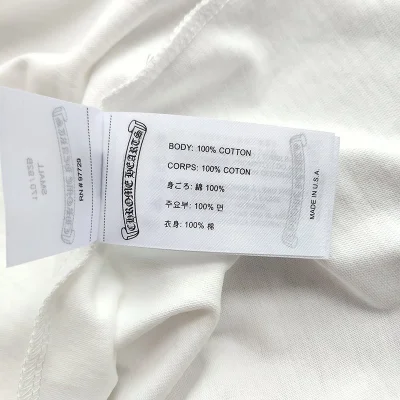 CHROME HEARTS
BODY: 100% COTTON
CORPS: 100% COTON
身ごろ: 綿 100%
주요부: 100% 면
衣身: 100% 棉
MADE IN U.S.A.
RN # 97729